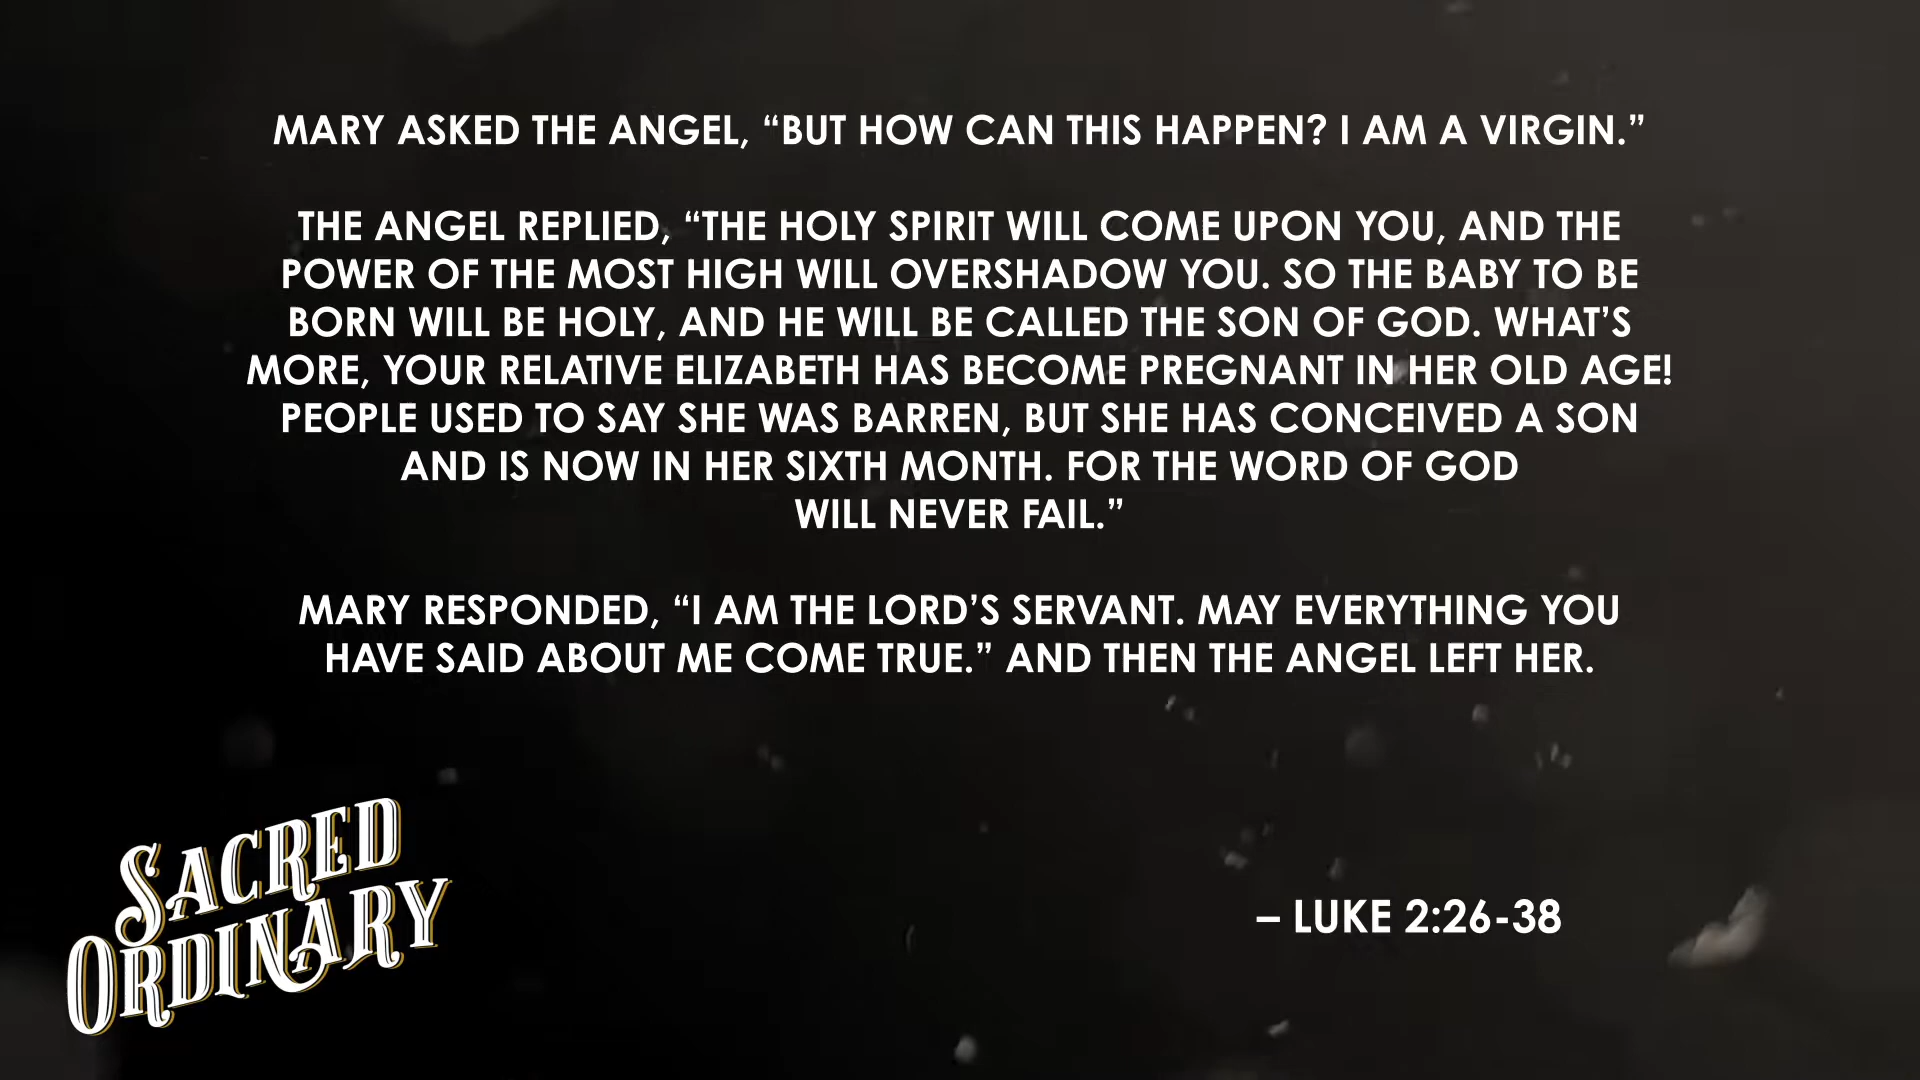 MARY ASKED THE ANGEL, “BUT HOW CAN THIS HAPPEN? I AM A VIRGIN.”
THE ANGEL REPLIED, “THE HOLY SPIRIT WILL COME UPON YOU, AND THE
POWER OF THE MOST HIGH WILL OVERSHADOW YOU. SO THE BABY TO BE
BORN WILL BE HOLY, AND HE WILL BE CALLED THE SON OF GOD. WHAT’S
MORE, YOUR RELATIVE ELIZABETH HAS BECOME PREGNANT IN HER OLD AGE!
PEOPLE USED TO SAY SHE WAS BARREN, BUT SHE HAS CONCEIVED A SON
AND IS NOW IN HER SIXTH MONTH. FOR THE WORD OF GOD
WILL NEVER FAIL.”
MARY RESPONDED, “I AM THE LORD’S SERVANT. MAY EVERYTHING YOU
HAVE SAID ABOUT ME COME TRUE.” AND THEN THE ANGEL LEFT HER.
– LUKE 2:26-38
SACRED
ORDINARY